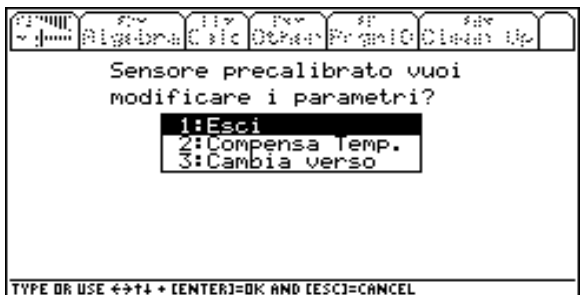 Algebra Calc Other PrgmIO Clean Up
Sensore precalibrato vuoi
modificare i parametri?
1:Esci
2:Compensa Temp.
3:Cambia verso
TYPE OR USE ←→↑↓ + [ENTER]=OK AND [ESC]=CANCEL